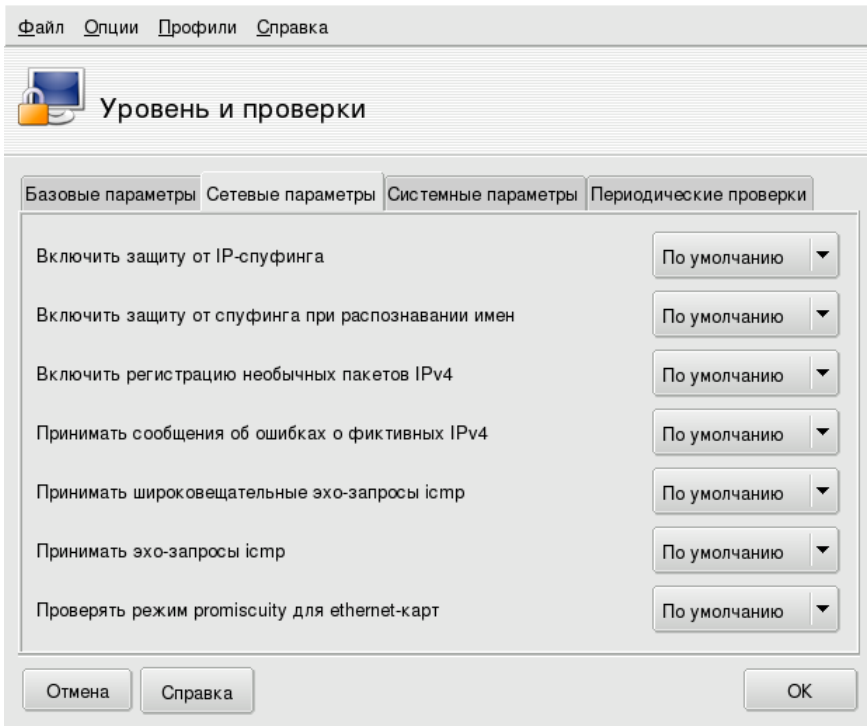 Файл Опции Профили Справка
Уровень и проверки
Базовые параметры Сетевые параметры Системные параметры Периодические проверки
Включить защиту от IP-спуфинга По умолчанию
Включить защиту от спуфинга при распознавании имен По умолчанию
Включить регистрацию необычных пакетов IPv4 По умолчанию
Принимать сообщения об ошибках о фиктивных IPv4 По умолчанию
Принимать широковещательные эхо-запросы icmp По умолчанию
Принимать эхо-запросы icmp По умолчанию
Проверять режим promiscuity для ethernet-карт По умолчанию
Отмена Справка OK